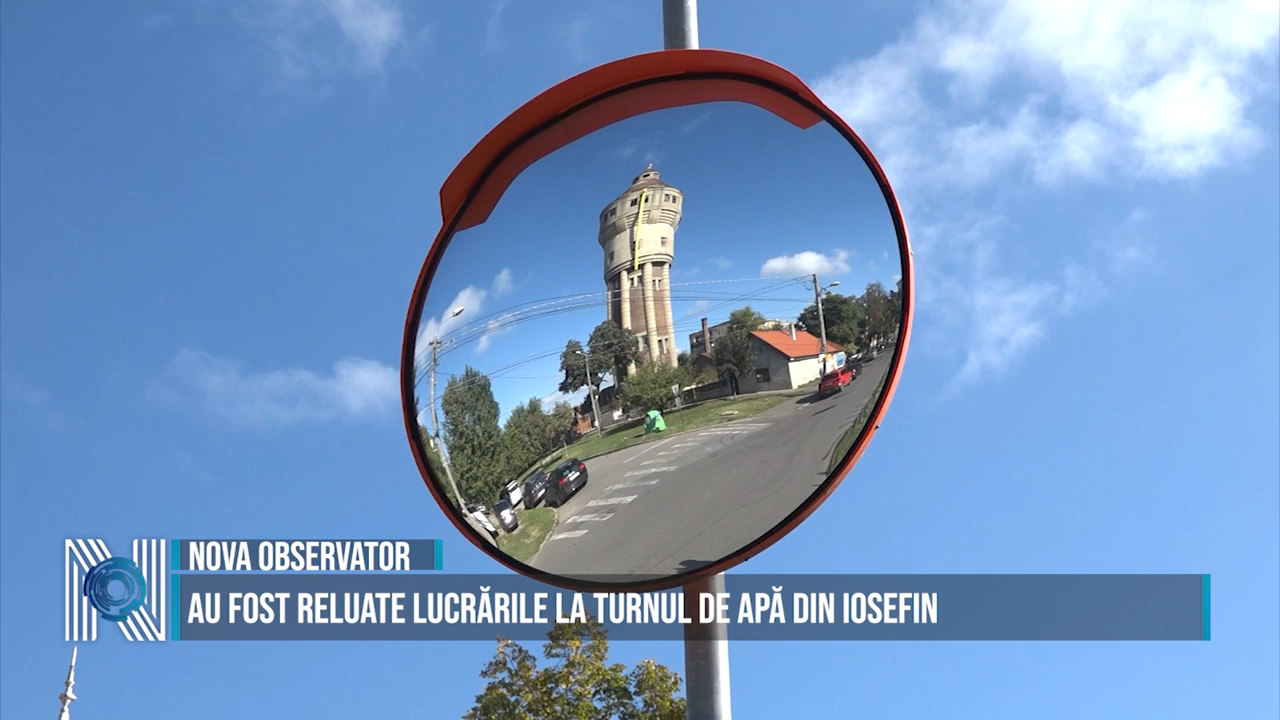 NOVA OBSERVATOR
AU FOST RELUATE LUCRĂRILE LA TURNUL DE APĂ DIN IOSEFIN